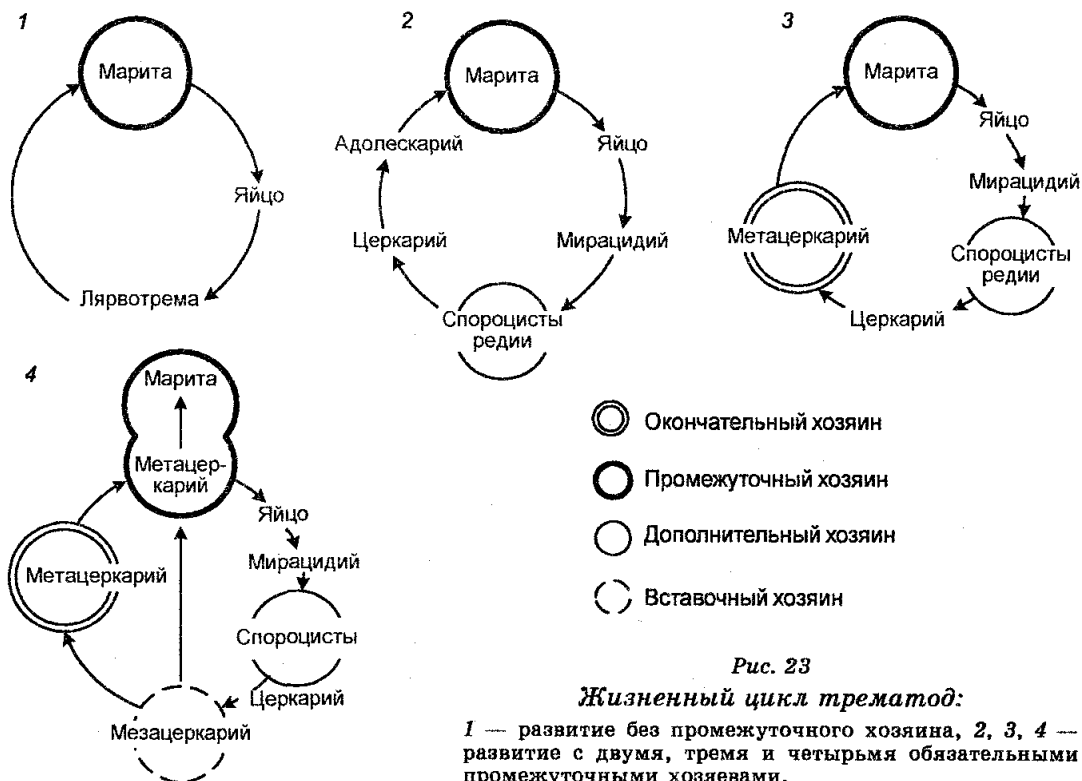 1
Марита
Яйцо
Лярвотрема
2
Марита
Яйцо
Мирацидий
Спороцисты
редии
Церкарий
Адолескарий
3
Марита
Яйцо
Мирацидий
Спороцисты
редии
Церкарий
Метацеркарий
4
Марита
Метацер-
карий
Яйцо
Мирацидий
Спороцисты
Церкарий
Мезацеркарий
Метацеркарий
Окончательный хозяин
Промежуточный хозяин
Дополнительный хозяин
Вставочный хозяин
Рис. 23
Жизненный цикл трематод:
1 — развитие без промежуточного хозяина, 2, 3, 4 —
развитие с двумя, тремя и четырьмя обязательными
промежуточными хозяевами.